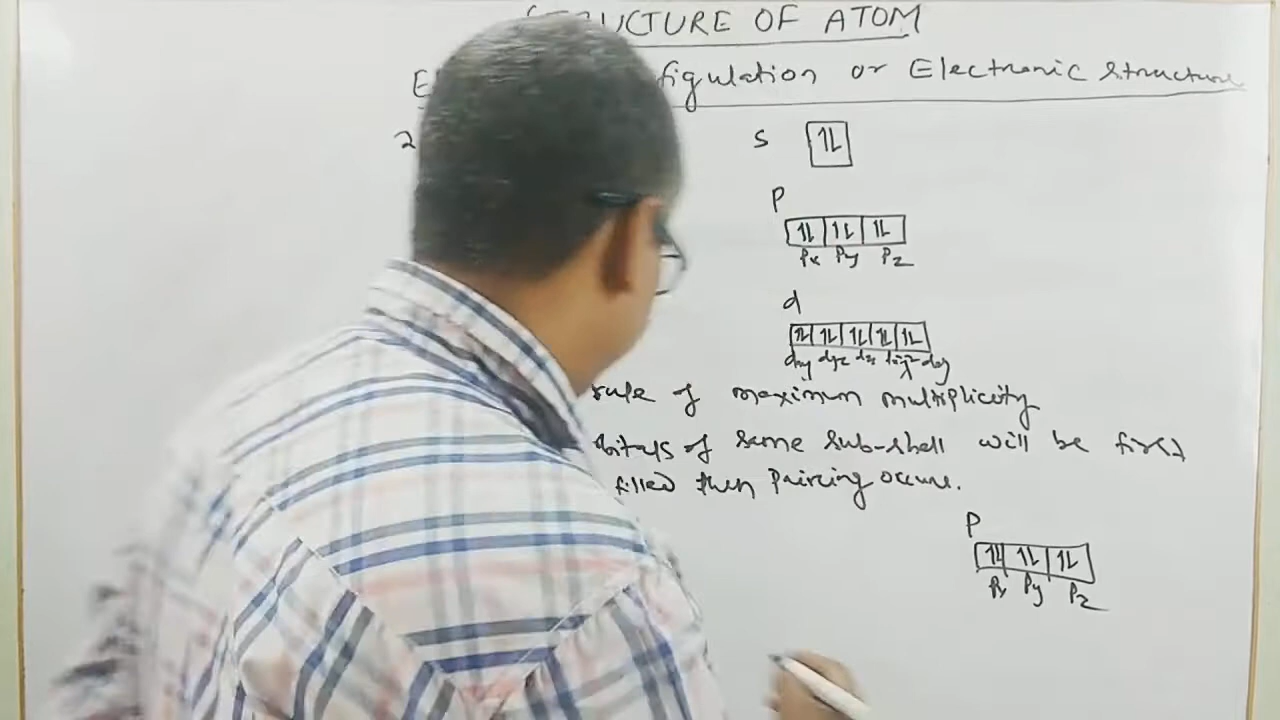 STRUCTURE OF ATOM
figulation or Electronic Structure
2 s 1L
P
1L 1L 1L
Px Py Pz
d
1L 1L 1L 1L 1L
rule of maximum multiplicity
bitals of same sub-shell will be first
filled then Pairing occurs.
P
1L 1L 1L
Px Py Pz